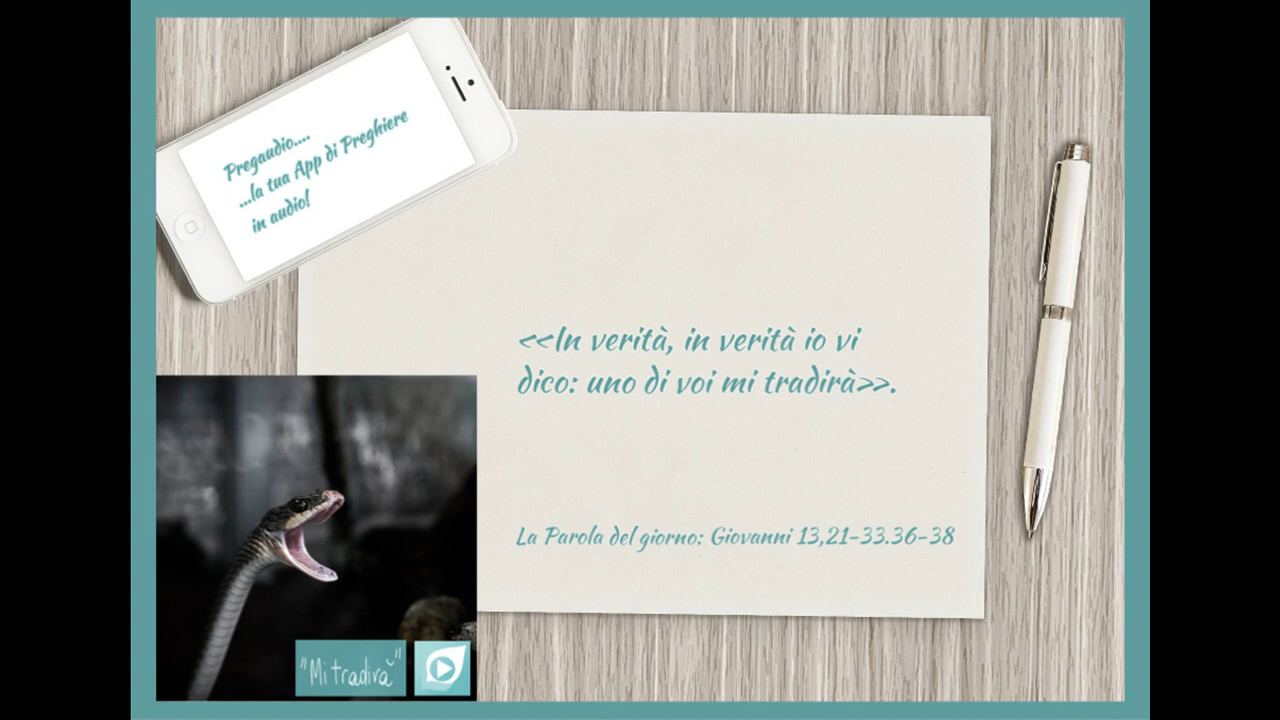 Pregaudio....
...la tua App di Preghiere
in audio!
<<In verità, in verità io vi
dico: uno di voi mi tradirà>>.
La Parola del giorno: Giovanni 13,21-33.36-38
"Mi tradirà"